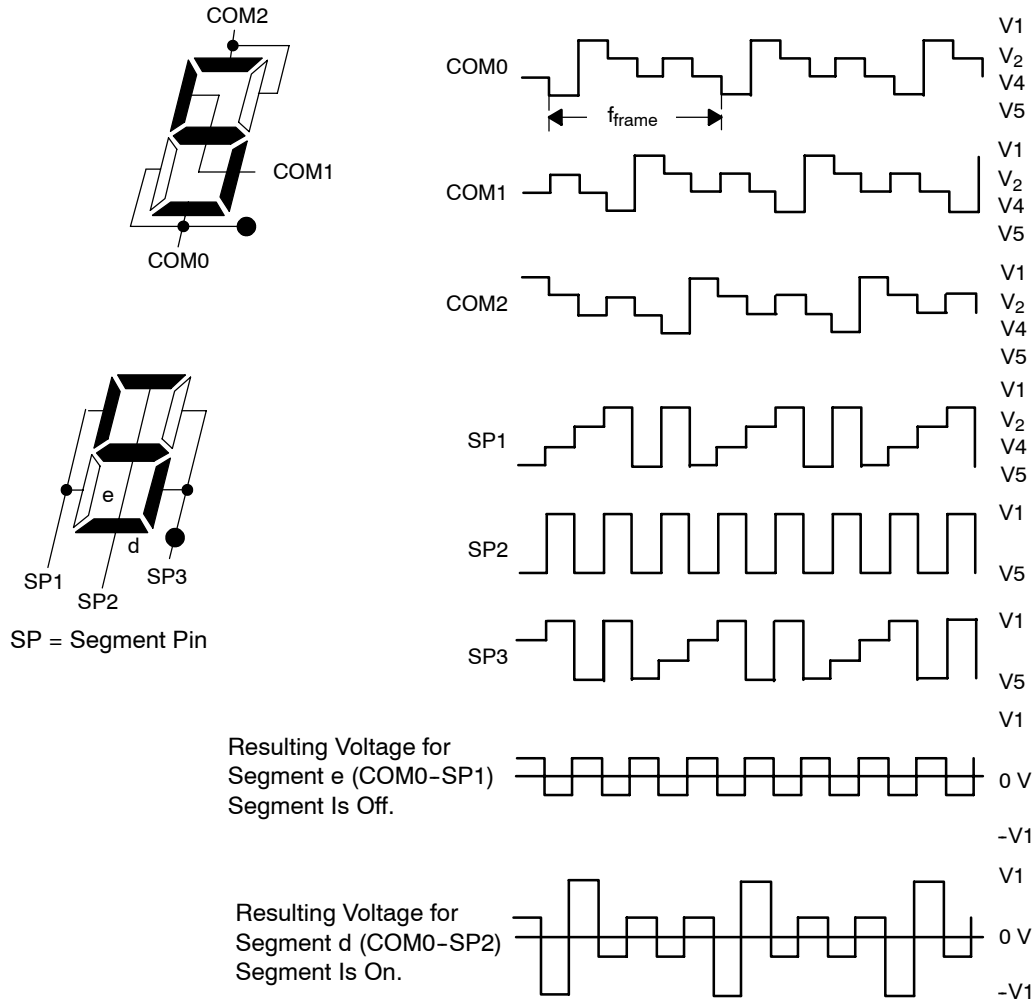 COM2
COM1
COM0
e
d
SP1
SP2
SP3
SP = Segment Pin
COM0
V1
V2
V4
V5
fframe
COM1
V1
V2
V4
V5
COM2
V1
V2
V4
V5
SP1
V1
V2
V4
V5
SP2
V1
V5
SP3
V1
V5
Resulting Voltage for
Segment e (COM0-SP1)
Segment Is Off.
V1
0 V
-V1
Resulting Voltage for
Segment d (COM0-SP2)
Segment Is On.
V1
0 V
-V1